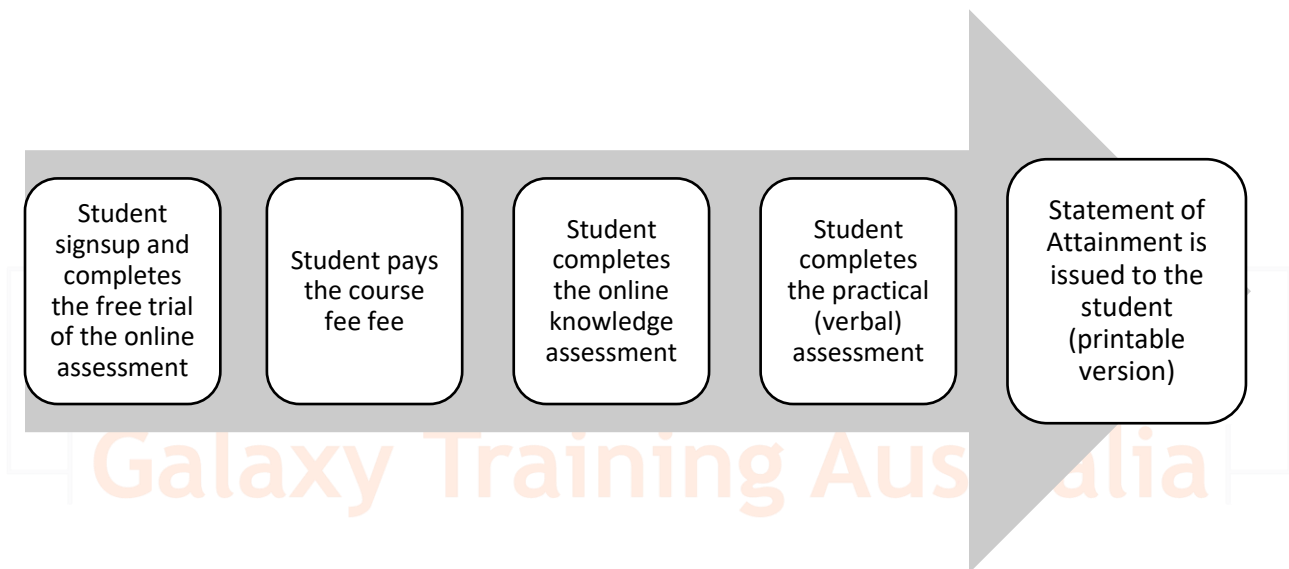 Student
signsup and
completes
the free trial
of the online
assessment
Student pays
the course
fee fee
Student
completes
the online
knowledge
assessment
Student
completes
the practical
(verbal)
assessment
Statement of
Attainment is
issued to the
student
(printable
version)
Galaxy Training Australia